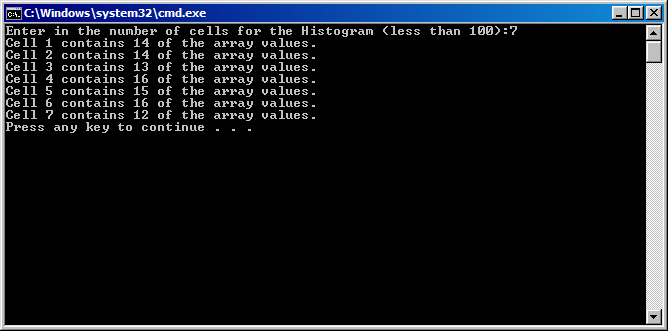 C:\Windows\system32\cmd.exe
Enter in the number of cells for the Histogram (less than 100):7
Cell 1 contains 14 of the array values.
Cell 2 contains 14 of the array values.
Cell 3 contains 13 of the array values.
Cell 4 contains 16 of the array values.
Cell 5 contains 15 of the array values.
Cell 6 contains 16 of the array values.
Cell 7 contains 12 of the array values.
Press any key to continue . . .